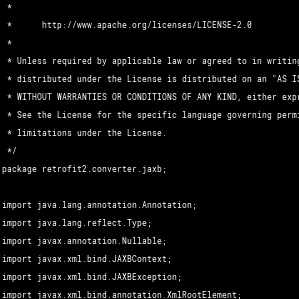 *
 *      http://www.apache.org/licenses/LICENSE-2.0
 *
 * Unless required by applicable law or agreed to in writing
 * distributed under the License is distributed on an "AS IS
 * WITHOUT WARRANTIES OR CONDITIONS OF ANY KIND, either
 * See the License for the specific language governing
 * limitations under the License.
 */
package retrofit2.converter.jaxb;

import java.lang.annotation.Annotation;
import java.lang.reflect.Type;
import javax.annotation.Nullable;
import javax.xml.bind.JAXBContext;
import javax.xml.bind.JAXBException;
import javax.xml.bind.annotation.XmlRootElement;